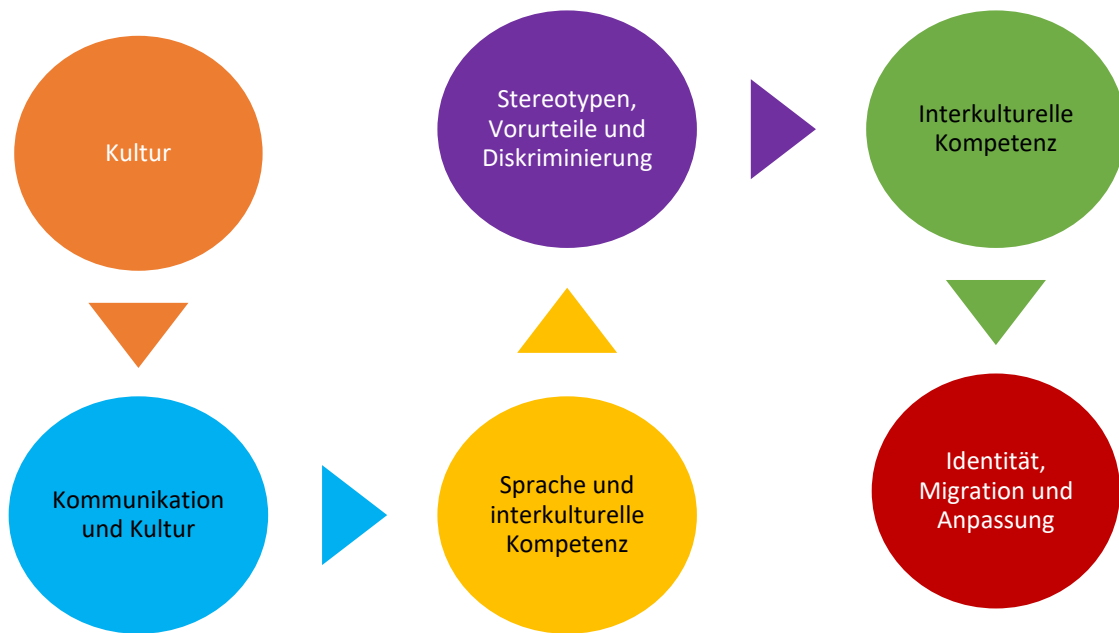 Kultur
Kommunikation
und Kultur
Sprache und
interkulturelle
Kompetenz
Stereotypen,
Vorurteile und
Diskriminierung
Interkulturelle
Kompetenz
Identität,
Migration und
Anpassung